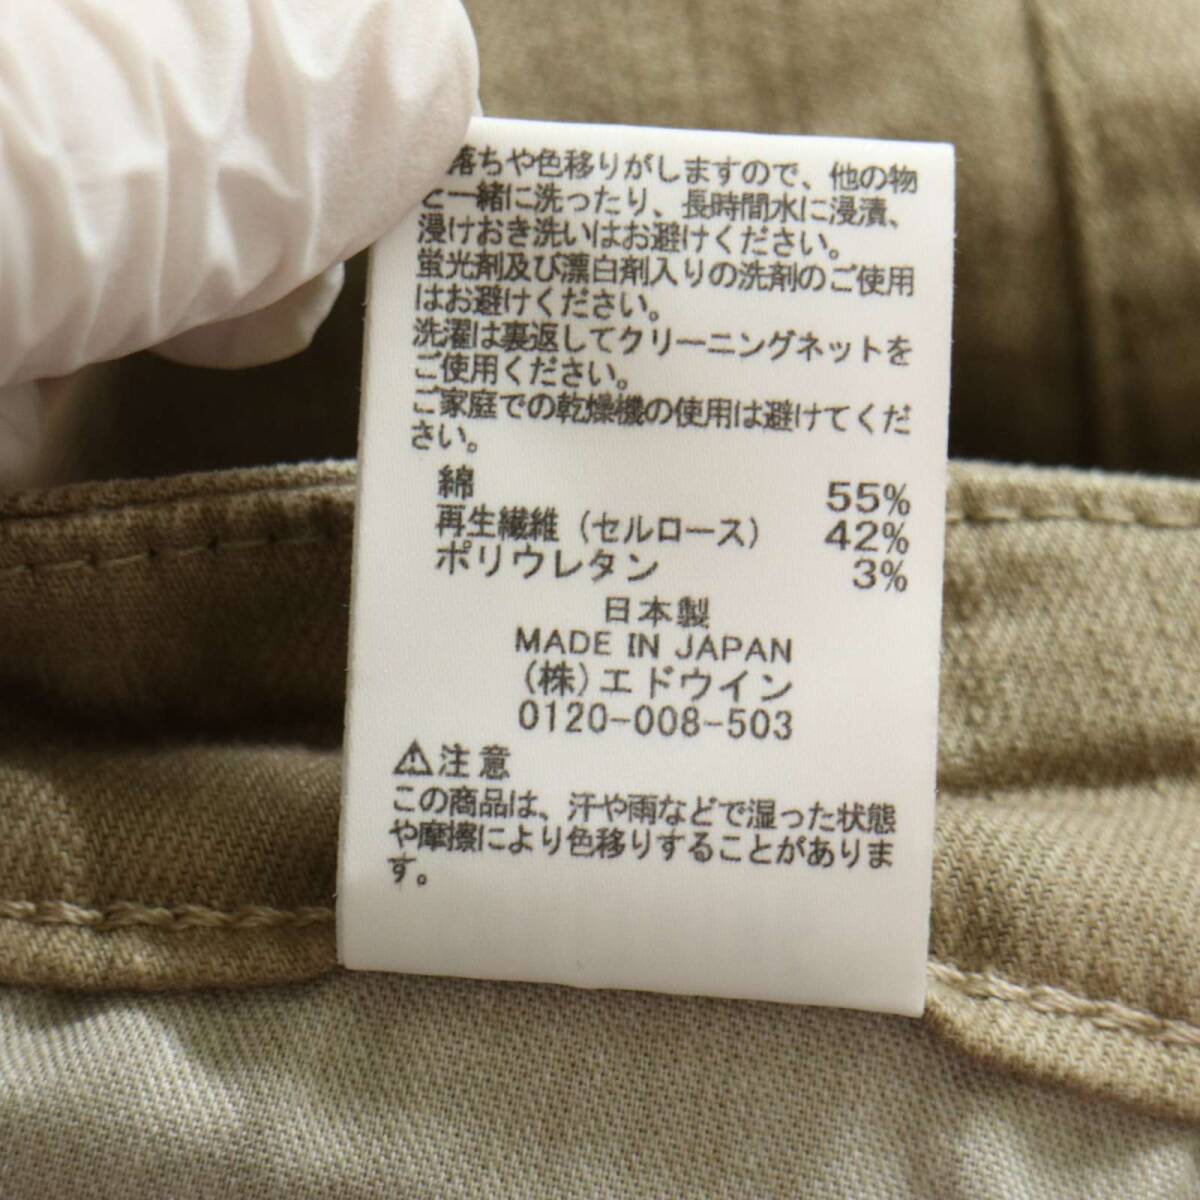 落ちや色移りがしますので、他の物
と一緒に洗ったり、長時間水に浸漬、
浸けおき洗いはお避けください。
蛍光剤及び漂白剤入りの洗剤のご使用
はお避けください。
洗濯は裏返してクリーニングネットを
ご使用ください。
ご家庭での乾燥機の使用は避けてくだ
さい。
綿 55%
再生繊維（セルロース） 42%
ポリウレタン 3%
日本製
MADE IN JAPAN
(株)エドウイン
0120-008-503
⚠注意
この商品は、汗や雨などで湿った状態
や摩擦により色移りすることがありま
す。